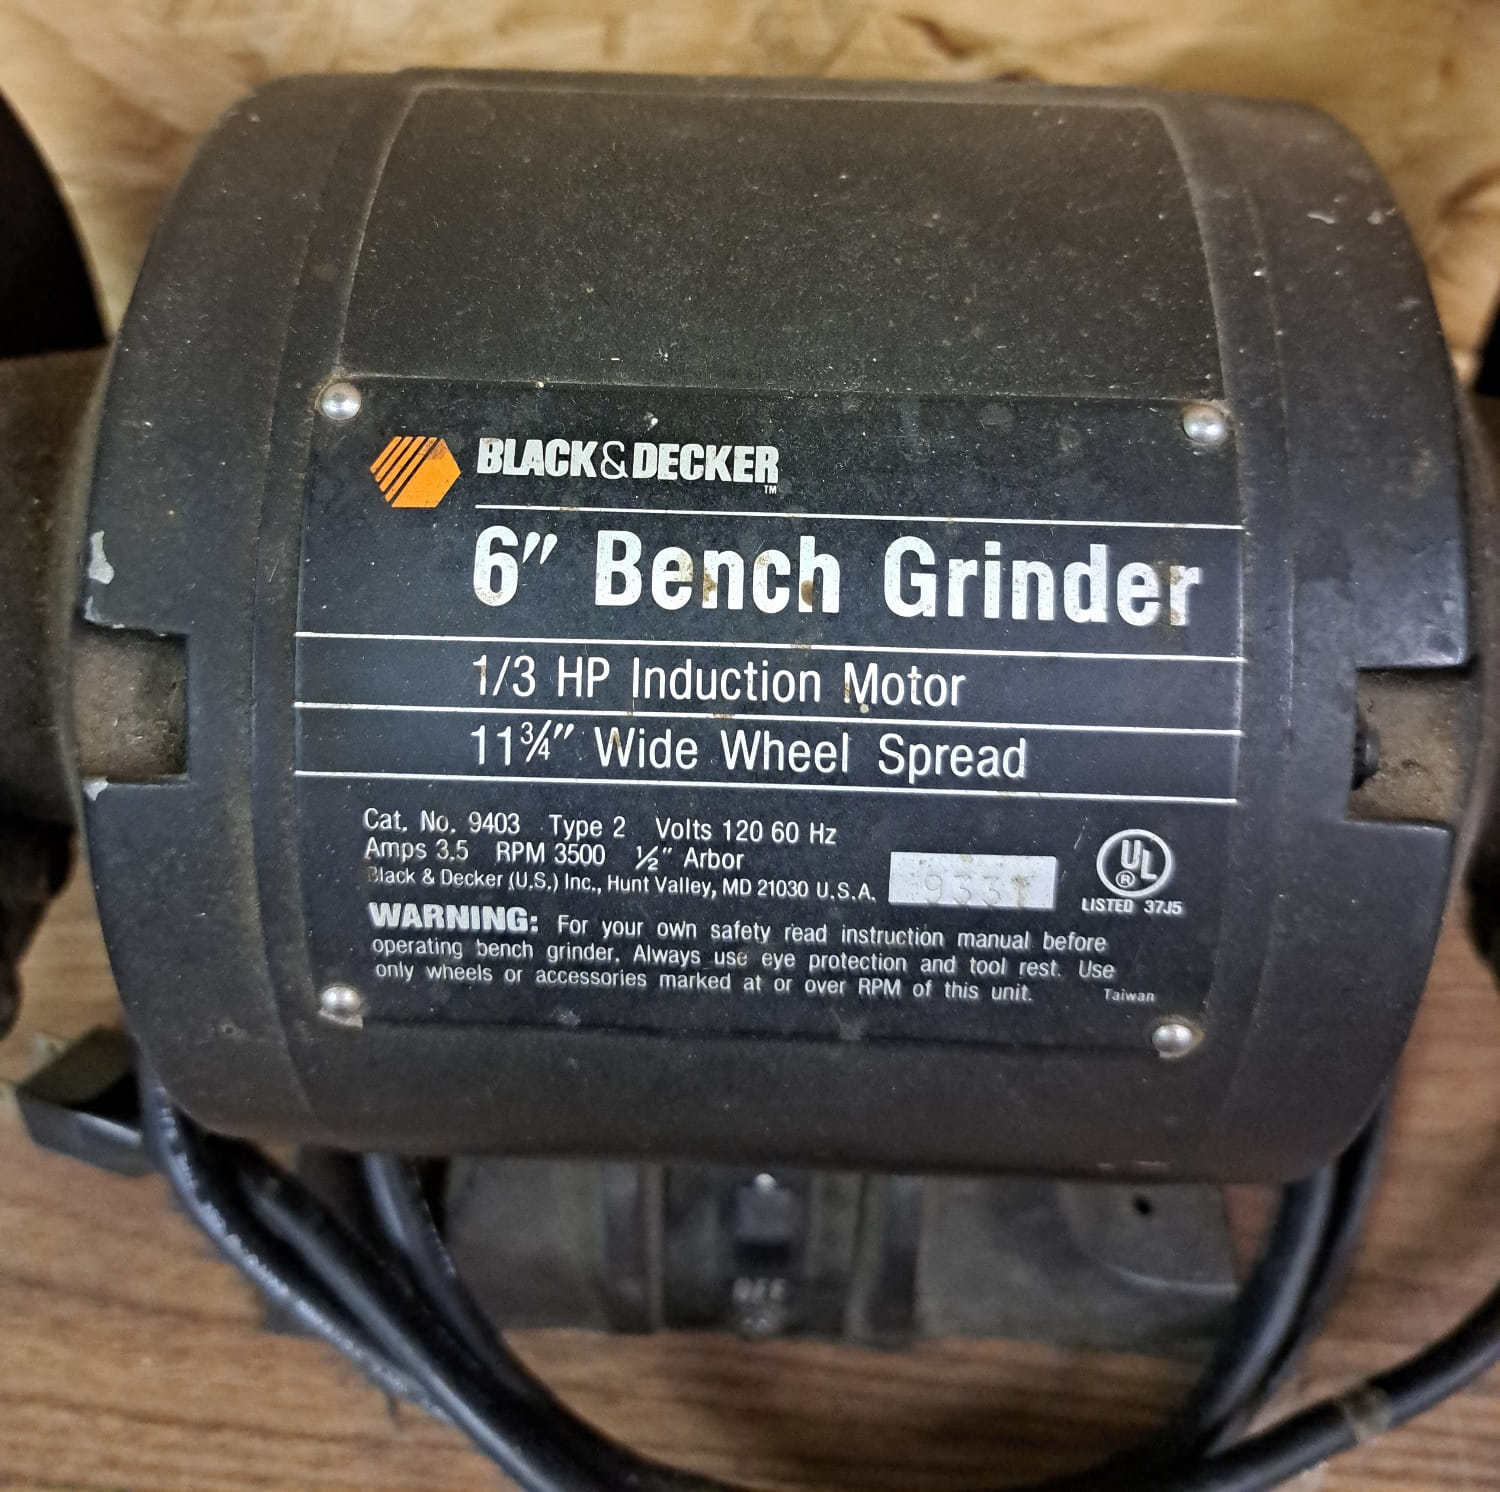 BLACK & DECKER
TM
6" Bench Grinder
1/3 HP Induction Motor
11¾" Wide Wheel Spread
Cat. No. 9403 Type 2 Volts 120 60 Hz
Amps 3.5 RPM 3500 ½" Arbor
Black & Decker (U.S.) Inc., Hunt Valley, MD 21030 U.S.A.
UL ®
LISTED 37J5
WARNING: For your own safety read instruction manual before
operating bench grinder. Always use eye protection and tool rest. Use
only wheels or accessories marked at or over RPM of this unit.
Taiwan
OFF